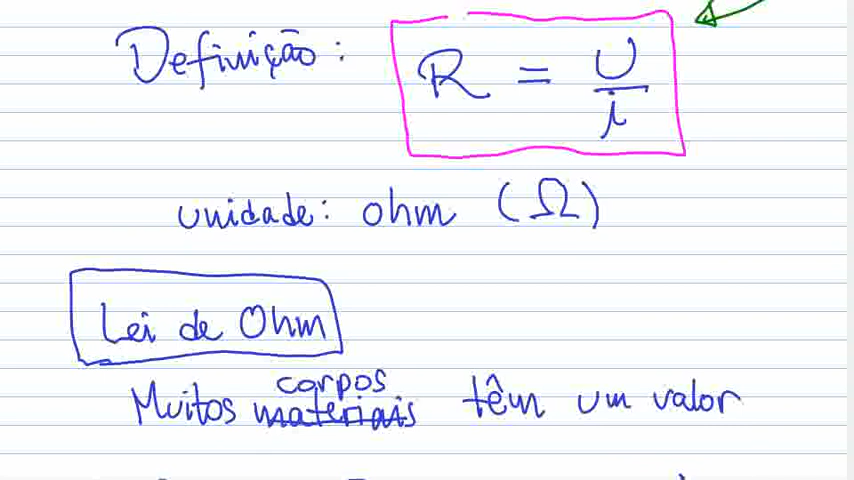 Definição: R = U/i
unidade: ohm (Ω)
Lei de Ohm
corpos
Muitos materiais têm um valor